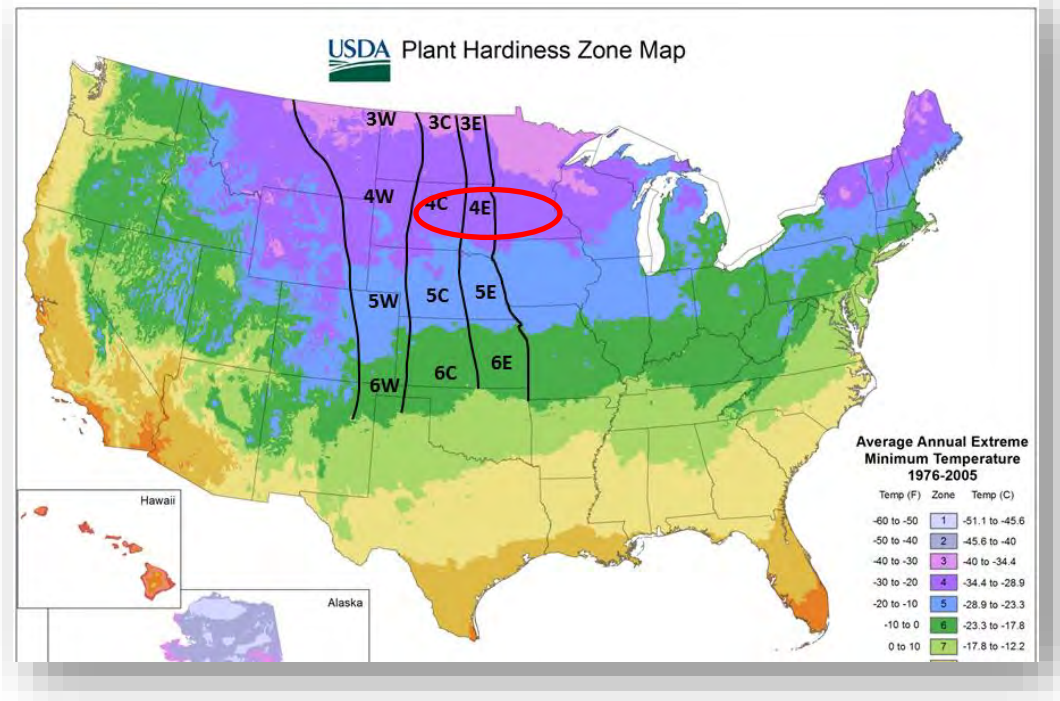 USDA Plant Hardiness Zone Map
3W 3C 3E
4W 4C 4E
5W 5C 5E
6W 6C 6E
Average Annual Extreme
Minimum Temperature
1976-2005
Temp (F) Zone Temp (C)
-60 to -50 1 -51.1 to -45.6
-50 to -40 2 -45.6 to -40
-40 to -30 3 -40 to -34.4
-30 to -20 4 -34.4 to -28.9
-20 to -10 5 -28.9 to -23.3
-10 to 0 6 -23.3 to -17.8
0 to 10 7 -17.8 to -12.2
Hawaii
Alaska